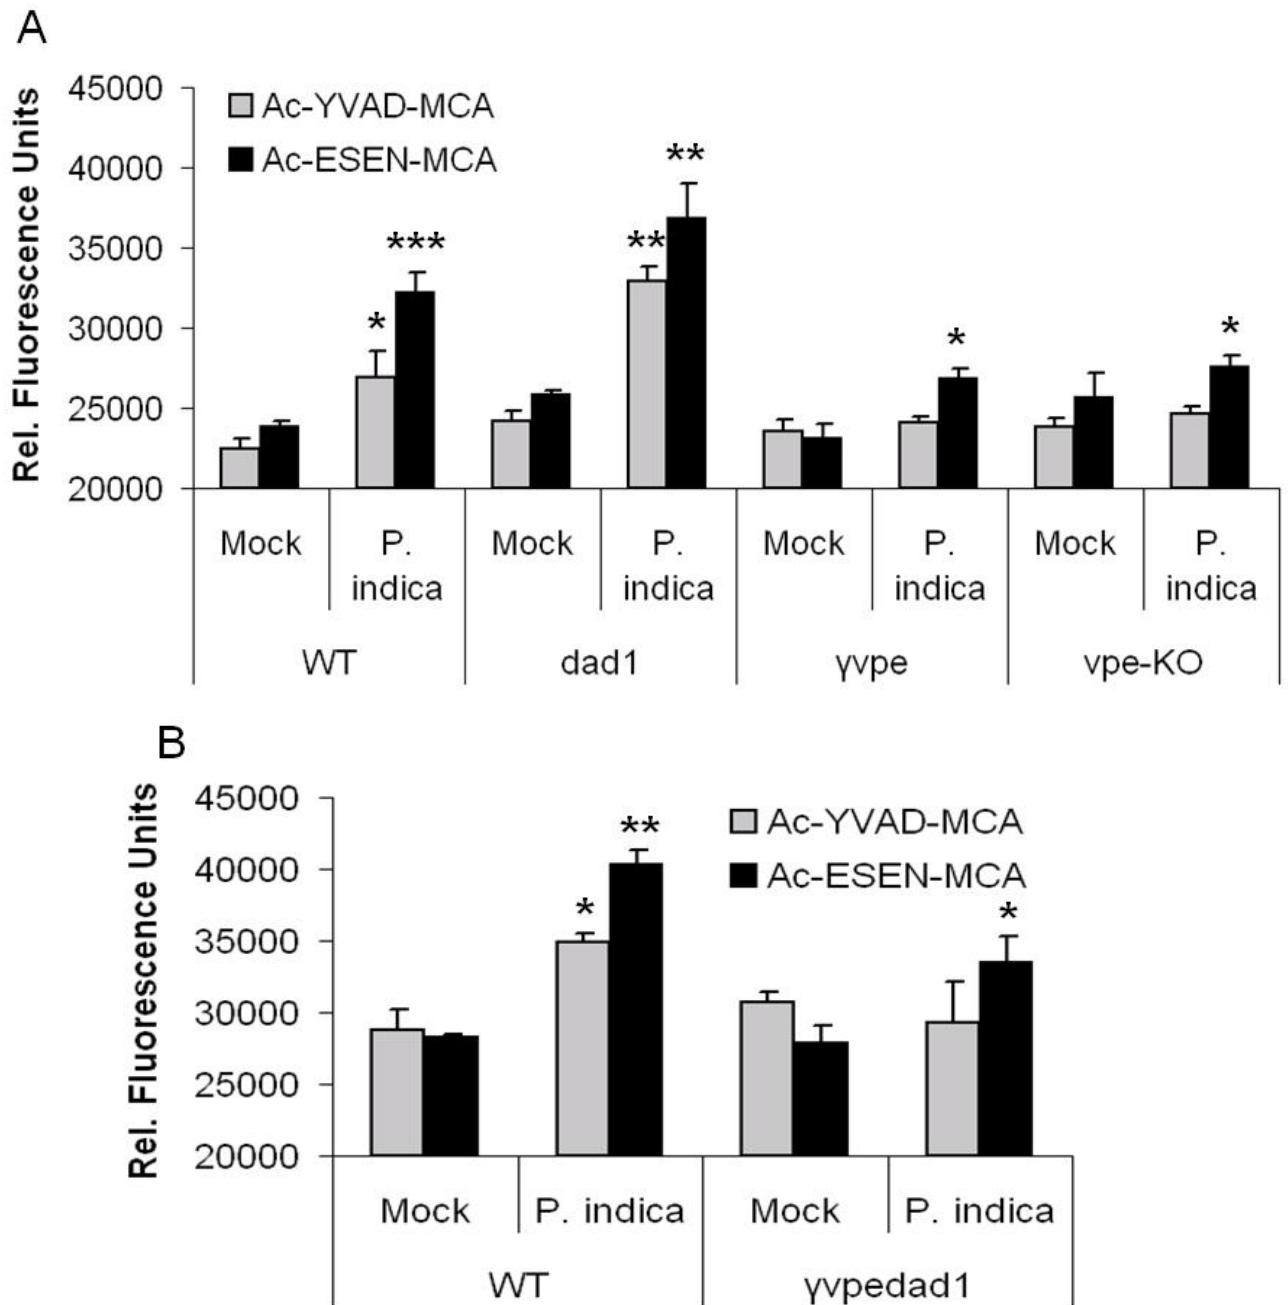 A
Rel. Fluorescence Units
45000
40000
35000
30000
25000
20000
Ac-YVAD-MCA
Ac-ESEN-MCA
*
***
**
**
*
*
Mock
P. indica
Mock
P. indica
Mock
P. indica
Mock
P. indica
WT
dad1
γvpe
vpe-KO
B
Rel. Fluorescence Units
45000
40000
35000
30000
25000
20000
Ac-YVAD-MCA
Ac-ESEN-MCA
*
**
*
Mock
P. indica
Mock
P. indica
WT
γvpedad1